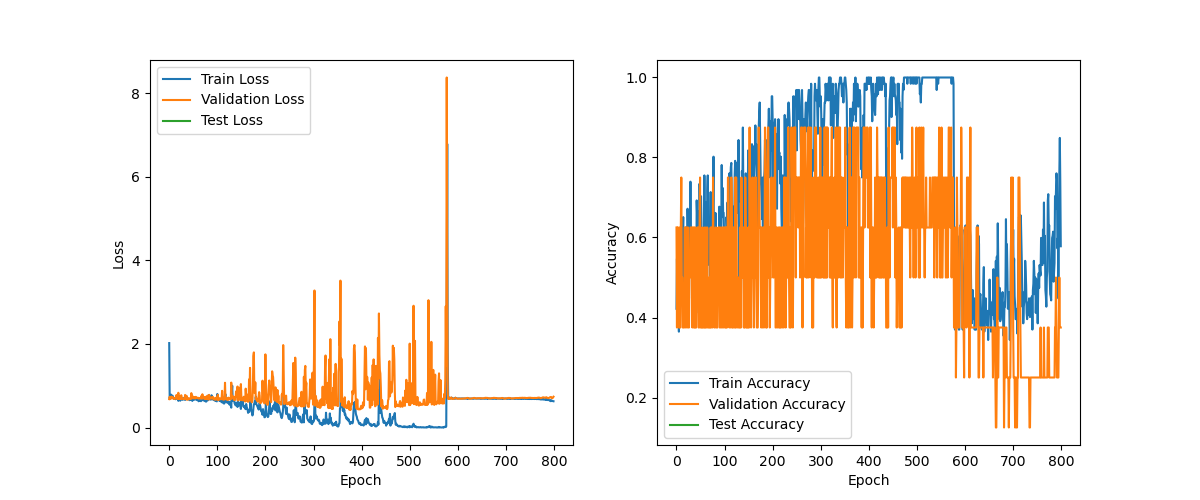 Train Loss
Validation Loss
Test Loss
Loss
8
6
4
2
0
0 100 200 300 400 500 600 700 800
Epoch
Accuracy
1.0
0.8
0.6
0.4
0.2
Train Accuracy
Validation Accuracy
Test Accuracy
0 100 200 300 400 500 600 700 800
Epoch